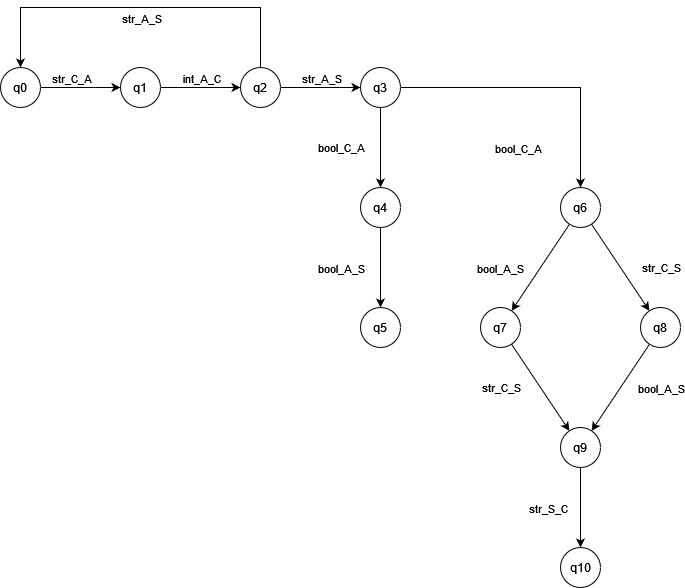 str_A_S
q0
str_C_A
q1
int_A_C
q2
str_A_S
q3
bool_C_A
bool_C_A
q4
q6
bool_A_S
bool_A_S
str_C_S
q5
q7
q8
str_C_S
bool_A_S
q9
str_S_C
q10